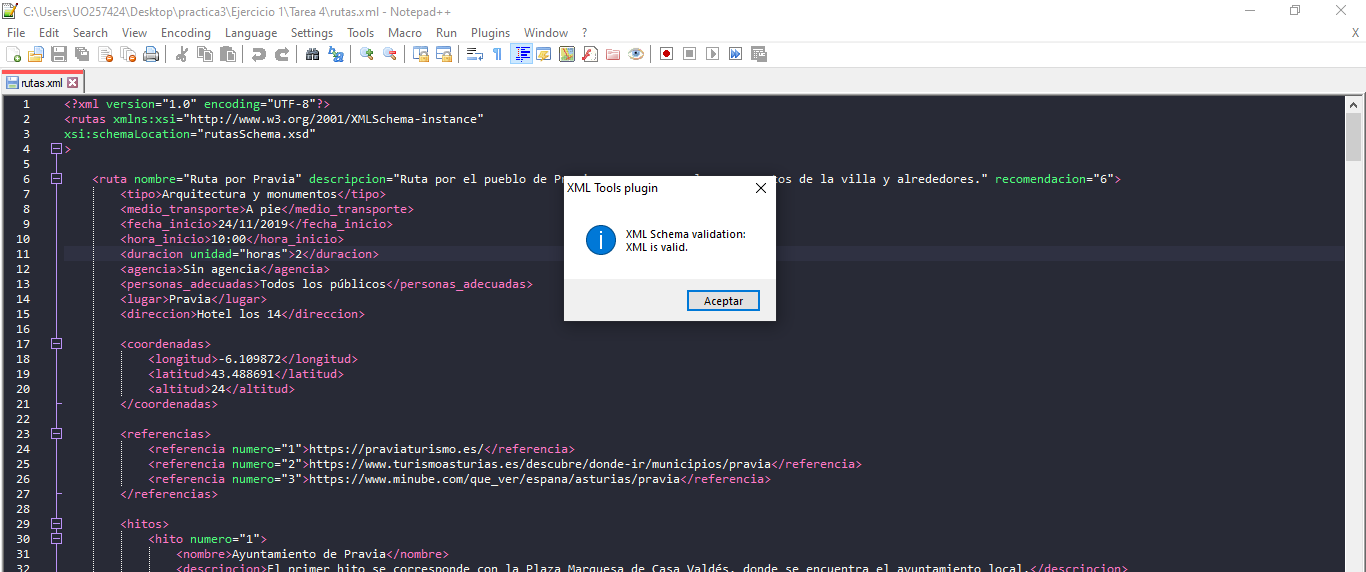 C:\Users\UO257424\Desktop\practica3\Ejercicio 1\Tarea 4\rutas.xml - Notepad++
File Edit Search View Encoding Language Settings Tools Macro Run Plugins Window ? X
rutas.xml
1 <?xml version="1.0" encoding="UTF-8"?>
2 <rutas xmlns:xsi="http://www.w3.org/2001/XMLSchema-instance"
3 xsi:schemaLocation="rutasSchema.xsd"
4 >
5
6 <ruta nombre="Ruta por Pravia" descripcion="Ruta por el pueblo de de la villa y alrededores." recomendacion="6">
7 <tipo>Arquitectura y monumentos</tipo>
8 <medio_transporte>A pie</medio_transporte>
9 <fecha_inicio>24/11/2019</fecha_inicio>
10 <hora_inicio>10:00</hora_inicio>
11 <duracion unidad="horas">2</duracion>
12 <agencia>Sin agencia</agencia>
13 <personas_adecuadas>Todos los públicos</personas_adecuadas>
14 <lugar>Pravia</lugar>
15 <direccion>Hotel los 14</direccion>
16
17 <coordenadas>
18 <longitud>-6.109872</longitud>
19 <latitud>43.488691</latitud>
20 <altitud>24</altitud>
21 </coordenadas>
22
23 <referencias>
24 <referencia numero="1">https://praviaturismo.es/</referencia>
25 <referencia numero="2">https://www.turismoasturias.es/descubre/donde-ir/municipios/pravia</referencia>
26 <referencia numero="3">https://www.minube.com/que_ver/espana/asturias/pravia</referencia>
27 </referencias>
28
29 <hitos>
30 <hito numero="1">
31 <nombre>Ayuntamiento de Pravia</nombre>
32 <descripcion>El primer hito se corresponde con la Plaza Marquesa de Casa Valdés, donde se encuentra el ayuntamiento local.</descripcion>
XML Tools plugin
XML Schema validation:
XML is valid.
Aceptar